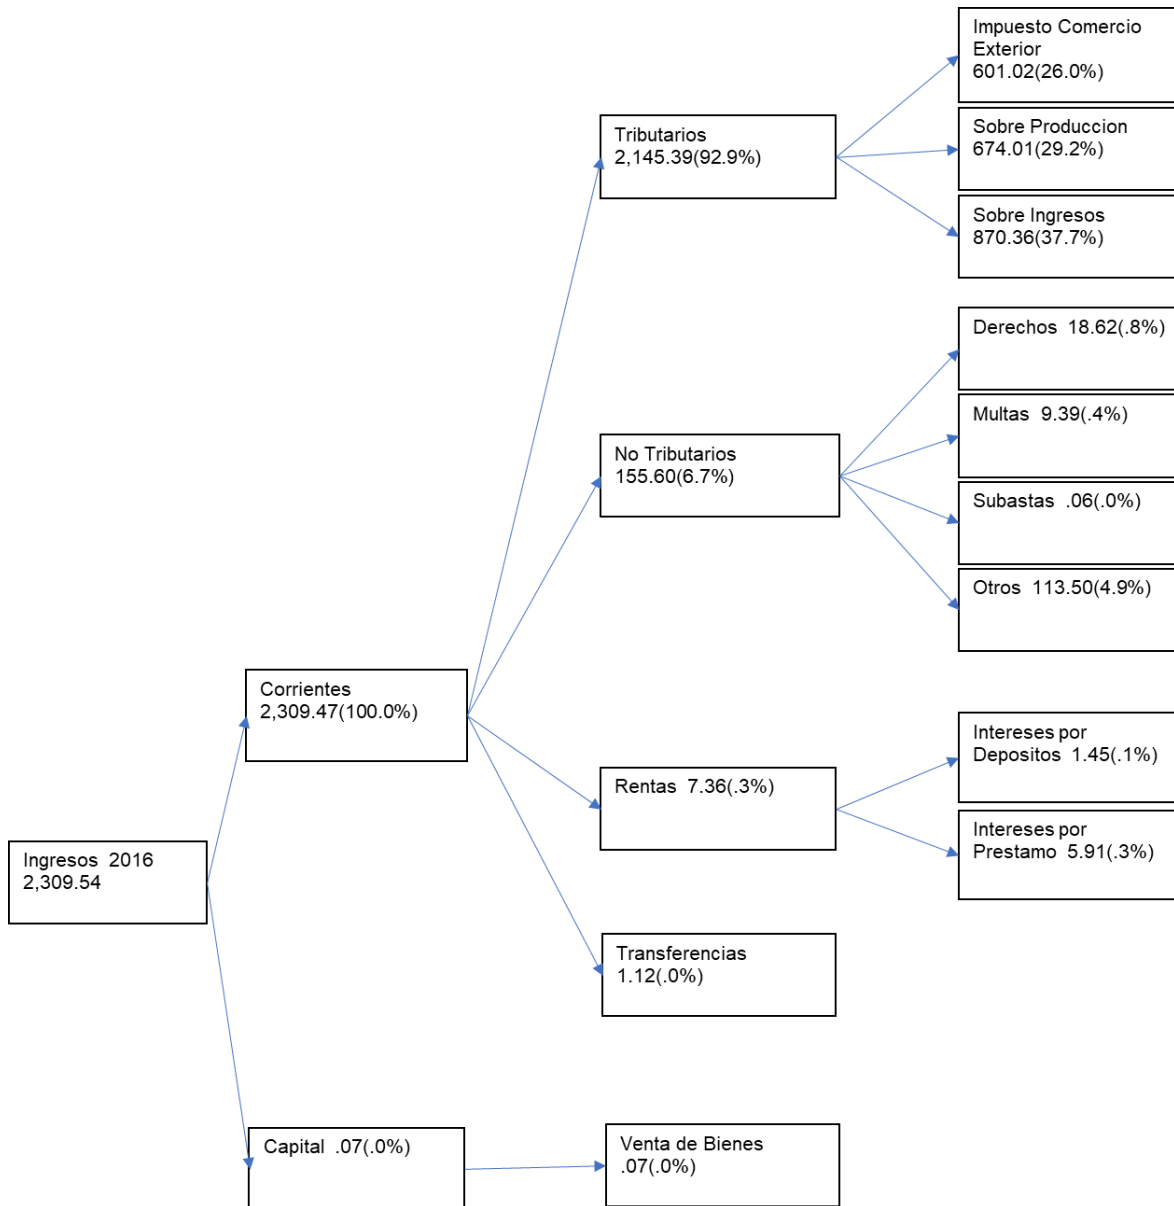 Impuesto Comercio
Exterior
601.02(26.0%)
Tributarios
2,145.39(92.9%)
Sobre Produccion
674.01(29.2%)
Sobre Ingresos
870.36(37.7%)
Derechos  18.62(.8%)
Multas  9.39(.4%)
No Tributarios
155.60(6.7%)
Subastas  .06(.0%)
Otros  113.50(4.9%)
Corrientes
2,309.47(100.0%)
Intereses por
Depositos  1.45(.1%)
Rentas  7.36(.3%)
Intereses por
Prestamo  5.91(.3%)
Ingresos  2016
2,309.54
Transferencias
1.12(.0%)
Capital  .07(.0%)
Venta de Bienes
.07(.0%)